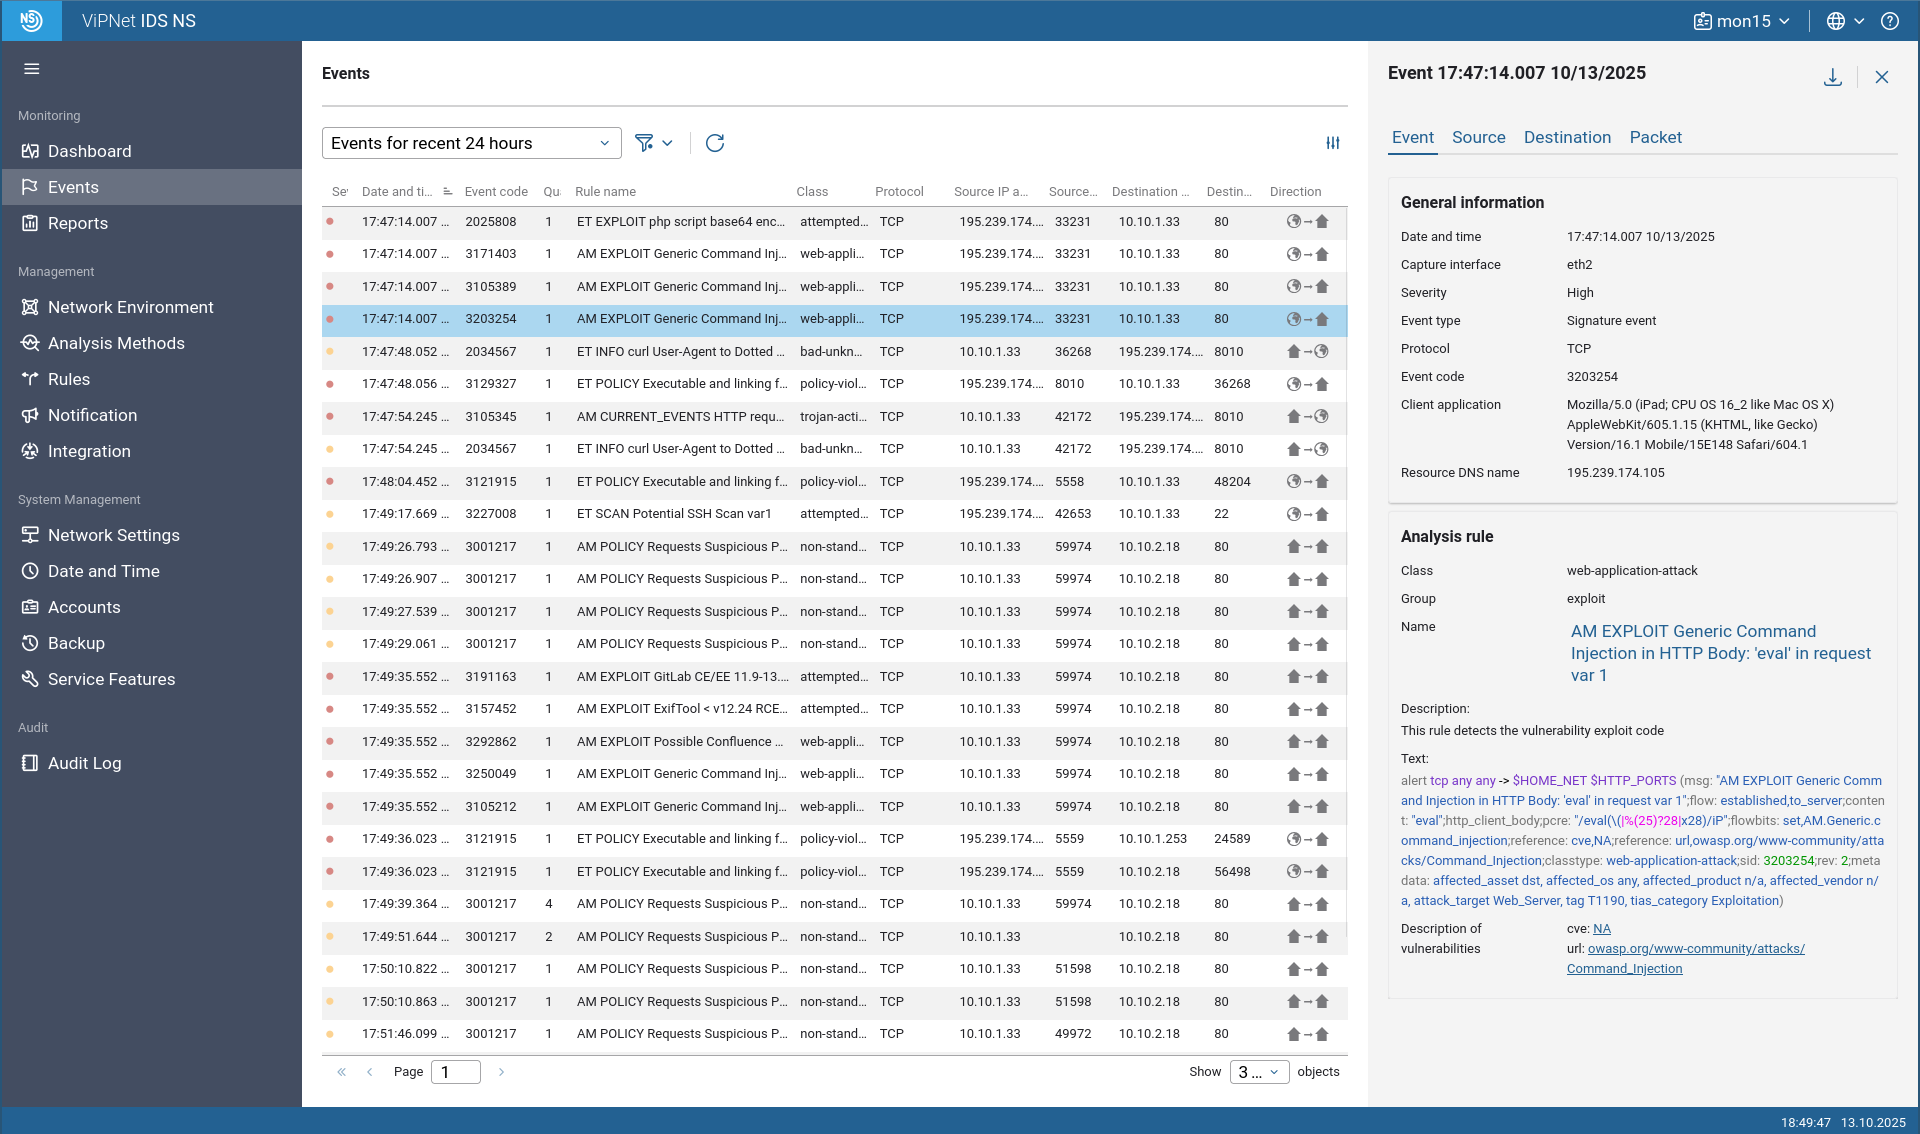 NS ViPNet IDS NS mon15
Monitoring
Dashboard
Events
Reports
Management
Network Environment
Analysis Methods
Rules
Notification
Integration
System Management
Network Settings
Date and Time
Accounts
Backup
Service Features
Audit
Audit Log
Events
Events for recent 24 hours
Se Date and ti... Event code Qu Rule name Class Protocol Source IP a... Source... Destination ... Destin... Direction
17:47:14.007 ... 2025808 1 ET EXPLOIT php script base64 enc... attempted... TCP 195.239.174.... 33231 10.10.1.33 80
17:47:14.007 ... 3171403 1 AM EXPLOIT Generic Command Inj... web-appli... TCP 195.239.174.... 33231 10.10.1.33 80
17:47:14.007 ... 3105389 1 AM EXPLOIT Generic Command Inj... web-appli... TCP 195.239.174.... 33231 10.10.1.33 80
17:47:14.007 ... 3203254 1 AM EXPLOIT Generic Command Inj... web-appli... TCP 195.239.174.... 33231 10.10.1.33 80
17:47:48.052 ... 2034567 1 ET INFO curl User-Agent to Dotted ... bad-unkn... TCP 10.10.1.33 36268 195.239.174.... 8010
17:47:48.056 ... 3129327 1 ET POLICY Executable and linking f... policy-viol... TCP 195.239.174.... 8010 10.10.1.33 36268
17:47:54.245 ... 3105345 1 AM CURRENT_EVENTS HTTP requ... trojan-acti... TCP 10.10.1.33 42172 195.239.174.... 8010
17:47:54.245 ... 2034567 1 ET INFO curl User-Agent to Dotted ... bad-unkn... TCP 10.10.1.33 42172 195.239.174.... 8010
17:48:04.452 ... 3121915 1 ET POLICY Executable and linking f... policy-viol... TCP 195.239.174.... 5558 10.10.1.33 48204
17:49:17.669 ... 3227008 1 ET SCAN Potential SSH Scan var1 attempted... TCP 195.239.174.... 42653 10.10.1.33 22
17:49:26.793 ... 3001217 1 AM POLICY Requests Suspicious P... non-stand... TCP 10.10.1.33 59974 10.10.2.18 80
17:49:26.907 ... 3001217 1 AM POLICY Requests Suspicious P... non-stand... TCP 10.10.1.33 59974 10.10.2.18 80
17:49:27.539 ... 3001217 1 AM POLICY Requests Suspicious P... non-stand... TCP 10.10.1.33 59974 10.10.2.18 80
17:49:29.061 ... 3001217 1 AM POLICY Requests Suspicious P... non-stand... TCP 10.10.1.33 59974 10.10.2.18 80
17:49:35.552 ... 3191163 1 AM EXPLOIT GitLab CE/EE 11.9-13.... attempted... TCP 10.10.1.33 59974 10.10.2.18 80
17:49:35.552 ... 3157452 1 AM EXPLOIT ExifTool < v12.24 RCE... attempted... TCP 10.10.1.33 59974 10.10.2.18 80
17:49:35.552 ... 3292862 1 AM EXPLOIT Possible Confluence ... web-appli... TCP 10.10.1.33 59974 10.10.2.18 80
17:49:35.552 ... 3250049 1 AM EXPLOIT Generic Command Inj... web-appli... TCP 10.10.1.33 59974 10.10.2.18 80
17:49:35.552 ... 3105212 1 AM EXPLOIT Generic Command Inj... web-appli... TCP 10.10.1.33 59974 10.10.2.18 80
17:49:36.023 ... 3121915 1 ET POLICY Executable and linking f... policy-viol... TCP 195.239.174.... 5559 10.10.1.253 24589
17:49:36.023 ... 3121915 1 ET POLICY Executable and linking f... policy-viol... TCP 195.239.174.... 5559 10.10.2.18 56498
17:49:39.364 ... 3001217 4 AM POLICY Requests Suspicious P... non-stand... TCP 10.10.1.33 59974 10.10.2.18 80
17:49:51.644 ... 3001217 2 AM POLICY Requests Suspicious P... non-stand... TCP 10.10.1.33 10.10.2.18 80
17:50:10.822 ... 3001217 1 AM POLICY Requests Suspicious P... non-stand... TCP 10.10.1.33 51598 10.10.2.18 80
17:50:10.863 ... 3001217 1 AM POLICY Requests Suspicious P... non-stand... TCP 10.10.1.33 51598 10.10.2.18 80
17:51:46.099 ... 3001217 1 AM POLICY Requests Suspicious P... non-stand... TCP 10.10.1.33 49972 10.10.2.18 80
Page 1 Show 3 ... objects
Event 17:47:14.007 10/13/2025
Event Source Destination Packet
General information
Date and time 17:47:14.007 10/13/2025
Capture interface eth2
Severity High
Event type Signature event
Protocol TCP
Event code 3203254
Client application Mozilla/5.0 (iPad; CPU OS 16_2 like Mac OS X)
AppleWebKit/605.1.15 (KHTML, like Gecko)
Version/16.1 Mobile/15E148 Safari/604.1
Resource DNS name 195.239.174.105
Analysis rule
Class web-application-attack
Group exploit
Name AM EXPLOIT Generic Command
Injection in HTTP Body: 'eval' in request
var 1
Description:
This rule detects the vulnerability exploit code
Text:
alert tcp any any -> $HOME_NET $HTTP_PORTS (msg: "AM EXPLOIT Generic Comm
and Injection in HTTP Body: 'eval' in request var 1";flow: established,to_server;conten
t: "eval";http_client_body;pcre: "/eval(\(|%(25)?28|x28)/iP";flowbits: set,AM.Generic.c
ommand_injection;reference: cve,NA;reference: url,owasp.org/www-community/atta
cks/Command_Injection;classtype: web-application-attack;sid: 3203254;rev: 2;meta
data: affected_asset dst, affected_os any, affected_product n/a, affected_vendor n/
a, attack_target Web_Server, tag T1190, tias_category Exploitation)
Description of cve: NA
vulnerabilities url: owasp.org/www-community/attacks/
Command_Injection
18:49:47 13.10.2025